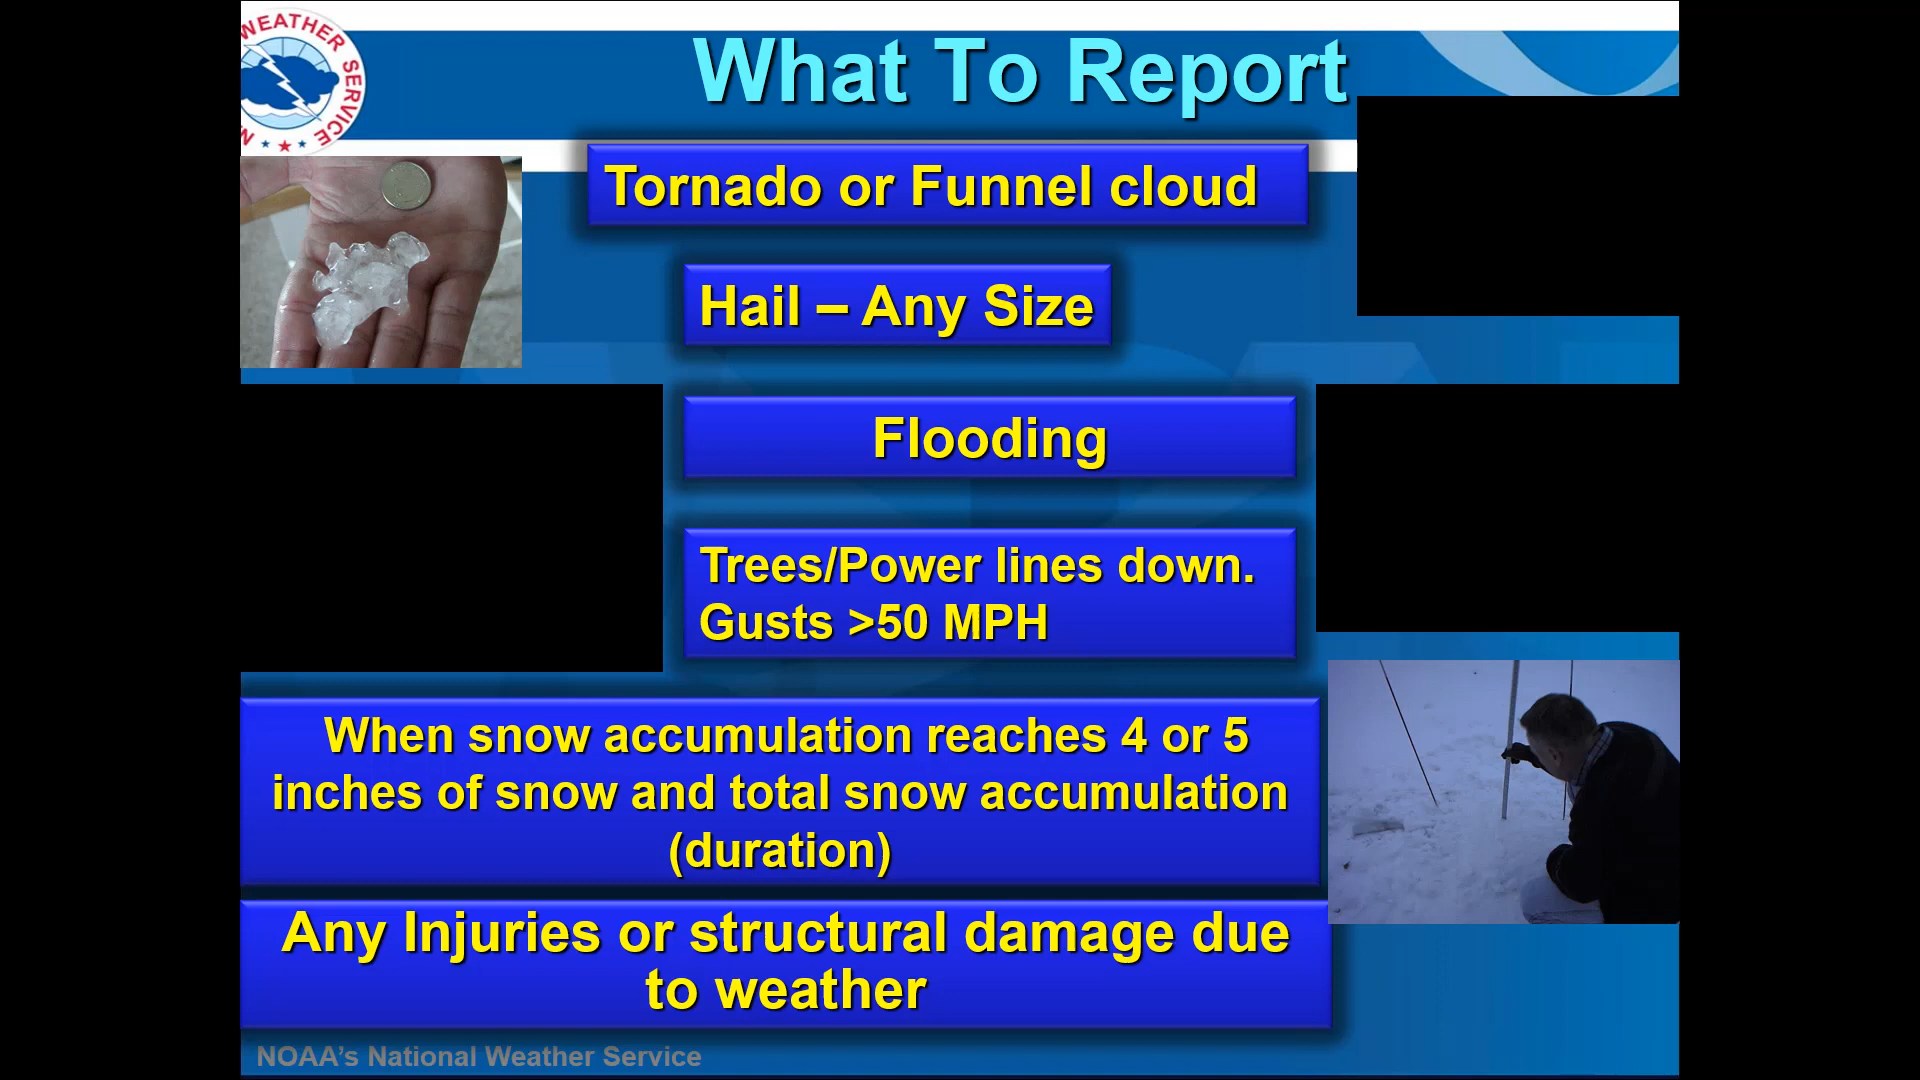 WEATHER SERVICE
What To Report
Tornado or Funnel cloud
Hail – Any Size
Flooding
Trees/Power lines down.
Gusts >50 MPH
When snow accumulation reaches 4 or 5
inches of snow and total snow accumulation
(duration)
Any Injuries or structural damage due
to weather
NOAA's National Weather Service